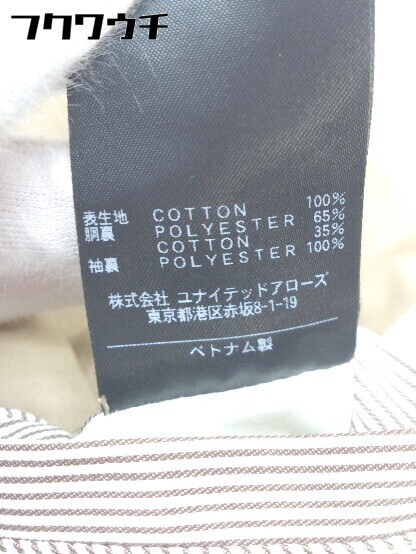 フクワウチ
表生地 COTTON 100%
胴裏 POLYESTER 65%
COTTON 35%
袖裏 POLYESTER 100%
株式会社 ユナイテッドアローズ
東京都港区赤坂8-1-19
ベトナム製